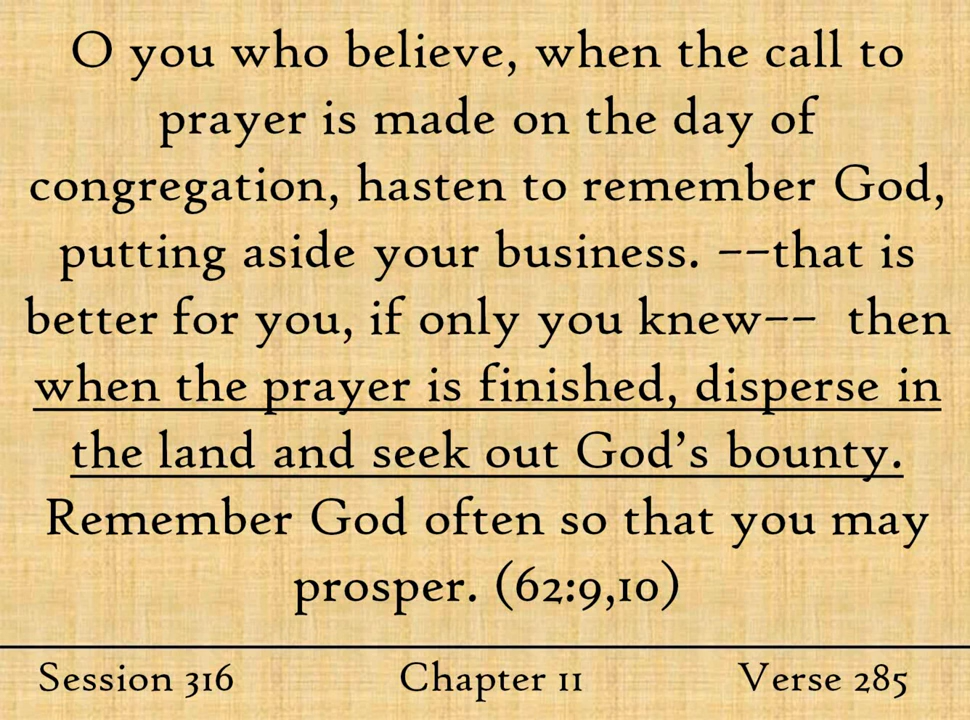 O you who believe, when the call to
prayer is made on the day of
congregation, hasten to remember God,
putting aside your business. --that is
better for you, if only you knew-- then
when the prayer is finished, disperse in
the land and seek out God’s bounty.
Remember God often so that you may
prosper. (62:9,10)
Session 316 Chapter 11 Verse 285